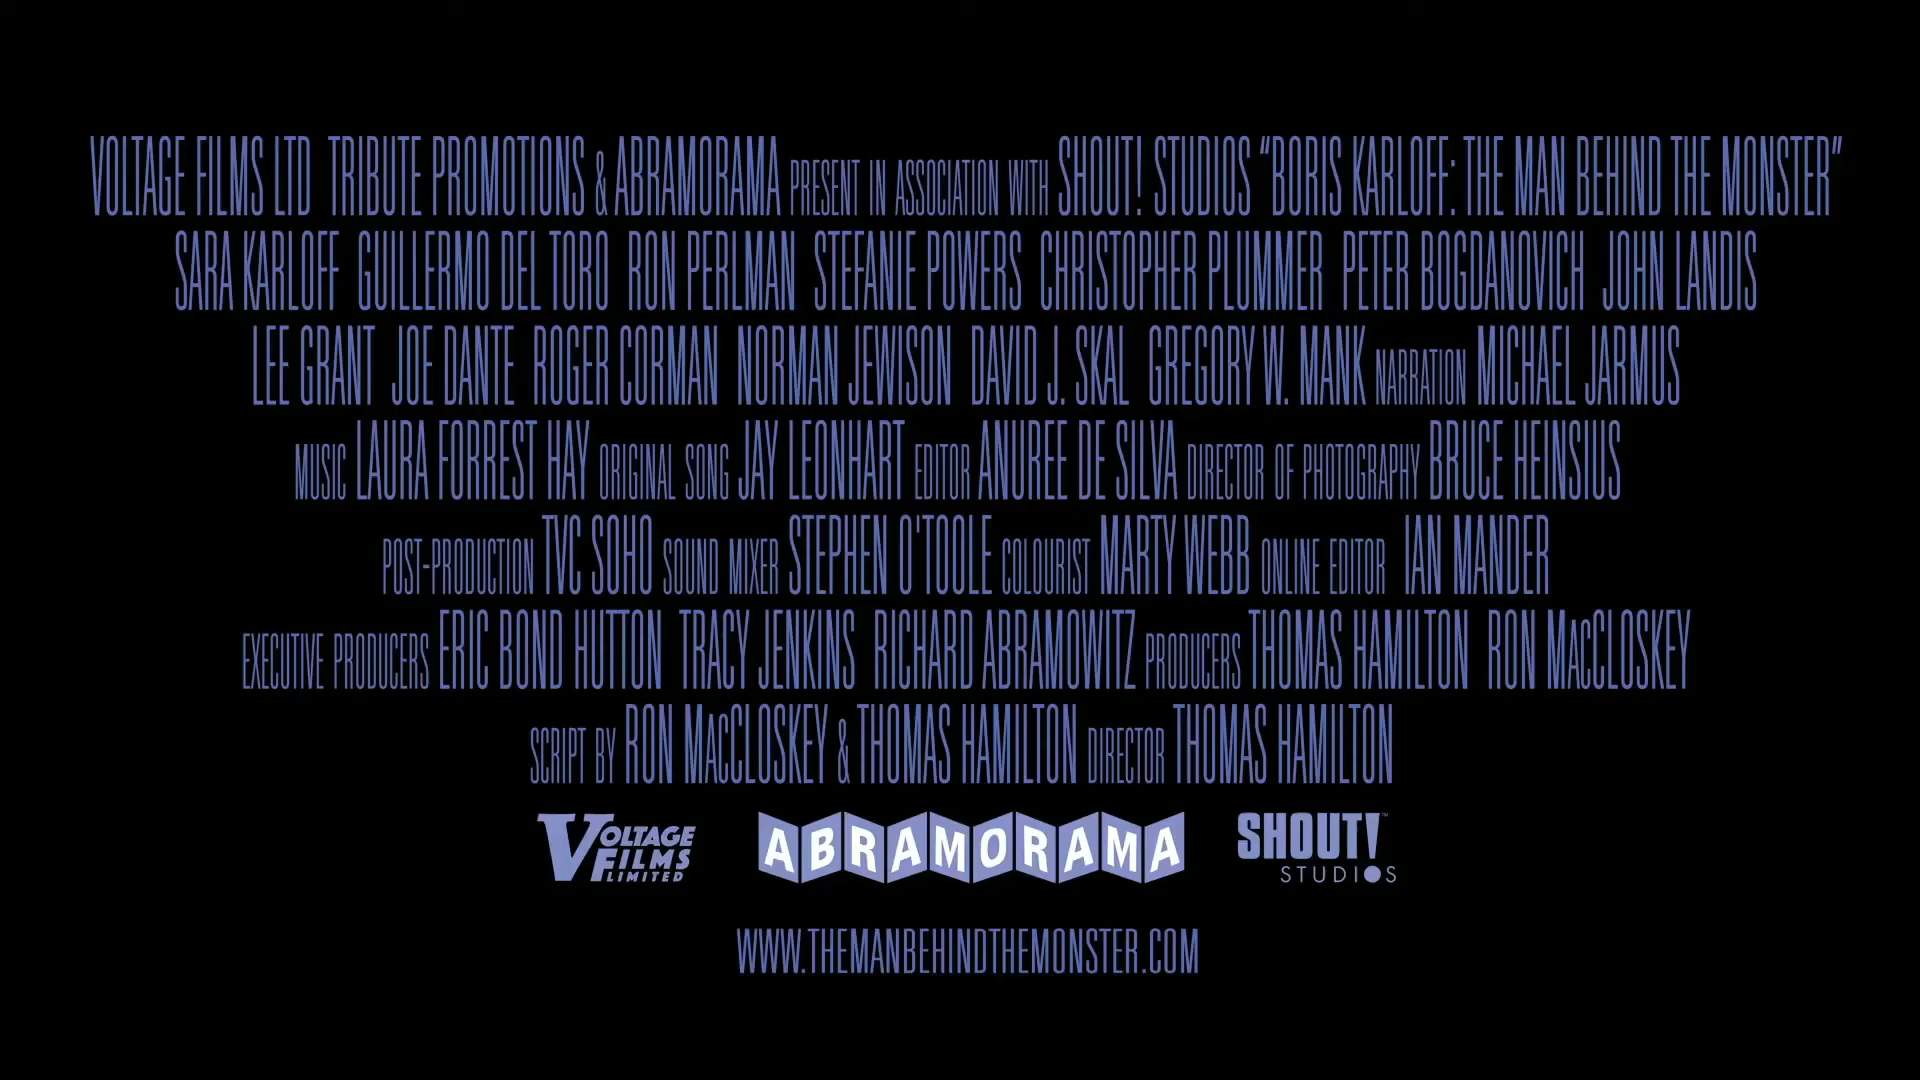 VOLTAGE FILMS LTD TRIBUTE PROMOTIONS & ABRAMORAMA PRESENT IN ASSOCIATION WITH SHOUT! STUDIOS “BORIS KARLOFF: THE MAN BEHIND THE MONSTER”
SARA KARLOFF GUILLERMO DEL TORO RON PERLMAN STEFANIE POWERS CHRISTOPHER PLUMMER PETER BOGDANOVICH JOHN LANDIS
LEE GRANT JOE DANTE ROGER CORMAN NORMAN JEWISON DAVID J. SKAL GREGORY W. MANK NARRATION MICHAEL JARMUS
MUSIC LAURA FORREST HAY ORIGINAL SONG JAY LEONHART EDITOR ANUREE DE SILVA DIRECTOR OF PHOTOGRAPHY BRUCE HEINSIUS
POST-PRODUCTION TVC SOHO SOUND MIXER STEPHEN O'TOOLE COLOURIST MARTY WEBB ONLINE EDITOR IAN MANDER
EXECUTIVE PRODUCERS ERIC BOND HUTTON TRACY JENKINS RICHARD ABRAMOWITZ PRODUCERS THOMAS HAMILTON RON MacCLOSKEY
SCRIPT BY RON MacCLOSKEY & THOMAS HAMILTON DIRECTOR THOMAS HAMILTON
VOLTAGE FILMS LIMITED ABRAMORAMA SHOUT!™ STUDIOS
WWW.THEMANBEHINDTHEMONSTER.COM